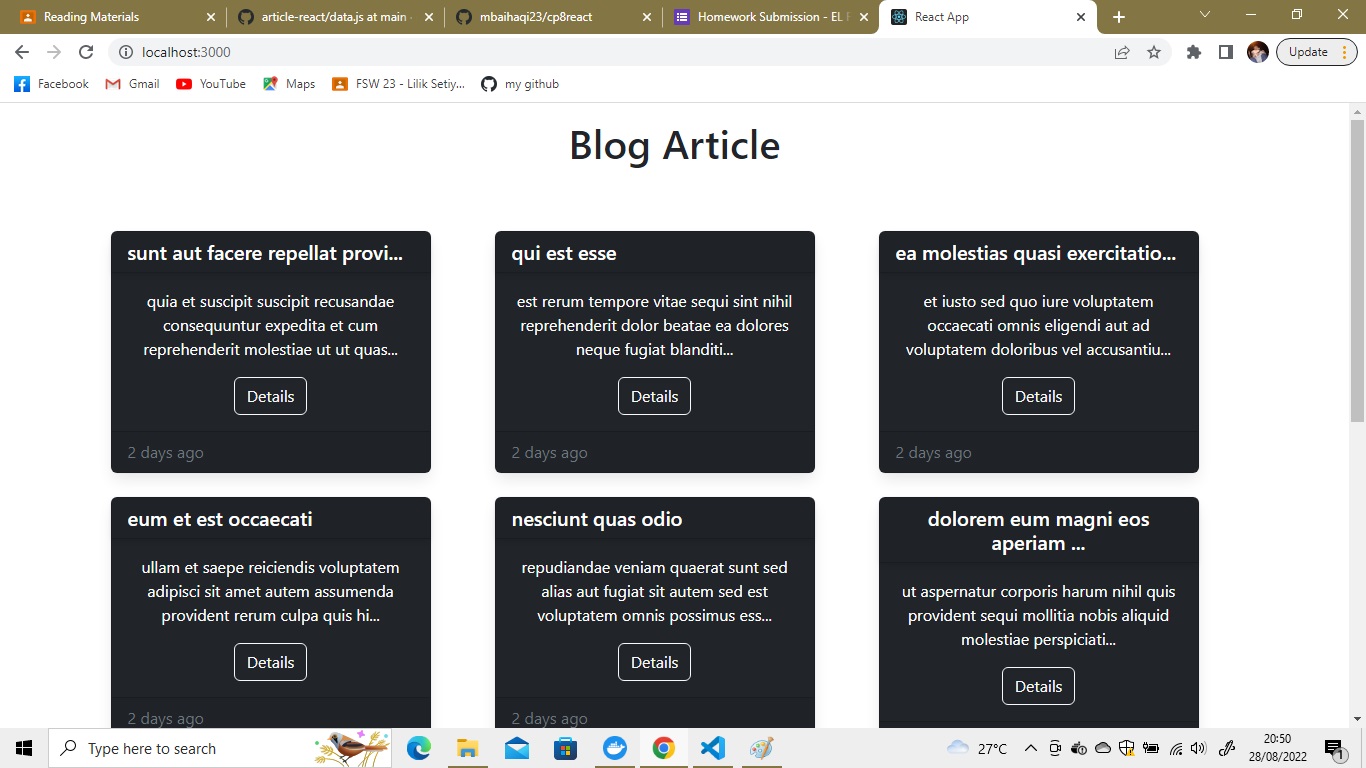 Reading Materials
article-react/data.js at main
mbaihaqi23/cp8react
Homework Submission - EL F
React App
localhost:3000
Update
Facebook
Gmail
YouTube
Maps
FSW 23 - Lilik Setiy...
my github
Blog Article
sunt aut facere repellat provi...
quia et suscipit suscipit recusandae
consequuntur expedita et cum
reprehenderit molestiae ut ut quas...
Details
2 days ago
qui est esse
est rerum tempore vitae sequi sint nihil
reprehenderit dolor beatae ea dolores
neque fugiat blanditi...
Details
2 days ago
ea molestias quasi exercitatio...
et iusto sed quo iure voluptatem
occaecati omnis eligendi aut ad
voluptatem doloribus vel accusantiu...
Details
2 days ago
eum et est occaecati
ullam et saepe reiciendis voluptatem
adipisci sit amet autem assumenda
provident rerum culpa quis hi...
Details
2 days ago
nesciunt quas odio
repudiandae veniam quaerat sunt sed
alias aut fugiat sit autem sed est
voluptatem omnis possimus ess...
Details
2 days ago
dolorem eum magni eos
aperiam ...
ut aspernatur corporis harum nihil quis
provident sequi mollitia nobis aliquid
molestiae perspiciati...
Details
Type here to search
27°C
20:50
28/08/2022
1